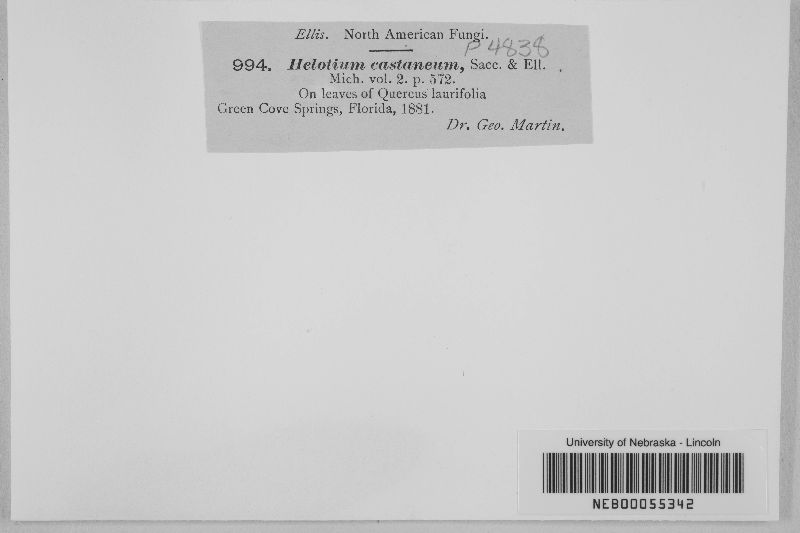 Ellis. North American Fungi.
P 4838
994. Helotium castaneum, Sacc. & Ell.
Mich. vol. 2. p. 572.
On leaves of Quercus laurifolia
Green Cove Springs, Florida, 1881.
Dr. Geo. Martin.
University of Nebraska - Lincoln
NEB00055342